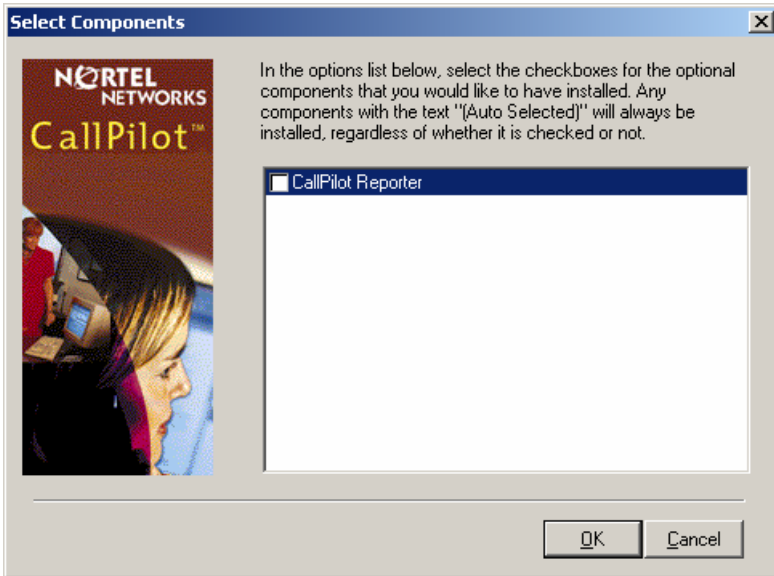 Select Components
NORTEL
NETWORKS
CallPilot™
In the options list below, select the checkboxes for the optional
components that you would like to have installed. Any
components with the text "(Auto Selected)" will always be
installed, regardless of whether it is checked or not.
CallPilot Reporter
OK
Cancel